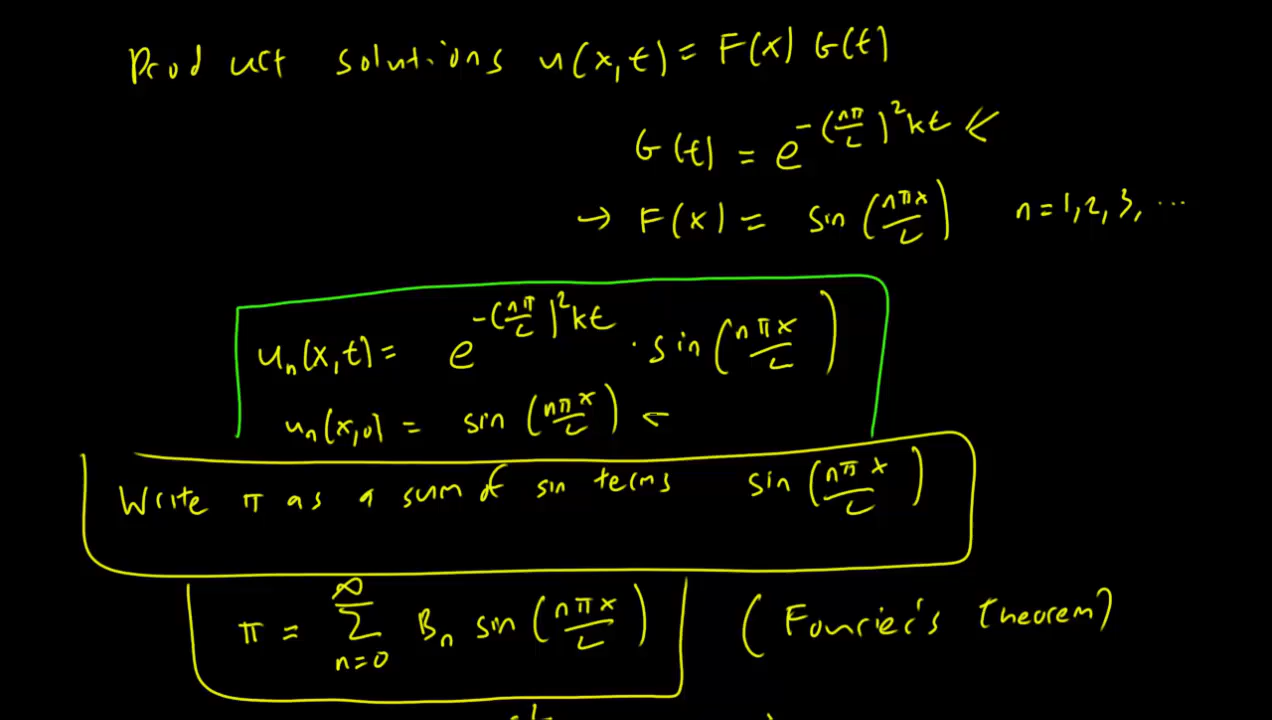 Product solutions u(x,t) = F(x) G(t)
G(t) = e^{-(nπ/L)^2 kt} ←
→ F(x) = sin(nπx/L) n = 1, 2, 3, ...
u_n(x,t) = e^{-(nπ/L)^2 kt} · sin(nπx/L)
u_n(x,0) = sin(nπx/L) ←
Write π as a sum of sin terms sin(nπx/L)
π = ∑_{n=0}^{∞} B_n sin(nπx/L) (Fourier's Theorem)